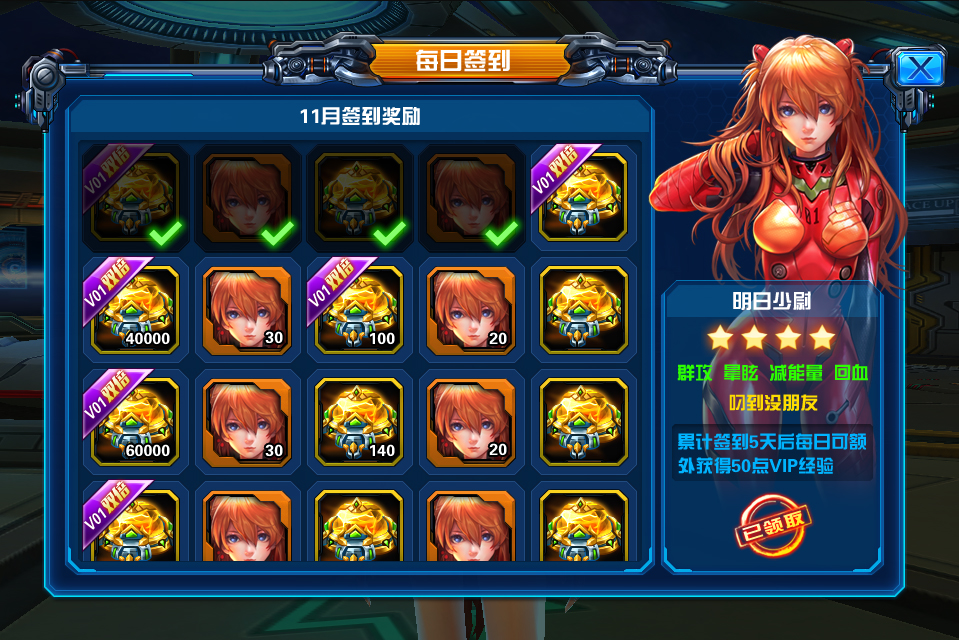 每日签到
11月签到奖励
V01双倍
V01双倍
V01双倍
40000
30
V01双倍
100
20
V01双倍
60000
30
140
20
V01双倍
01
明日少尉
群攻 晕眩 减能量 回血
叼到没朋友
累计签到5天后每日可额
外获得50点VIP经验
已领取